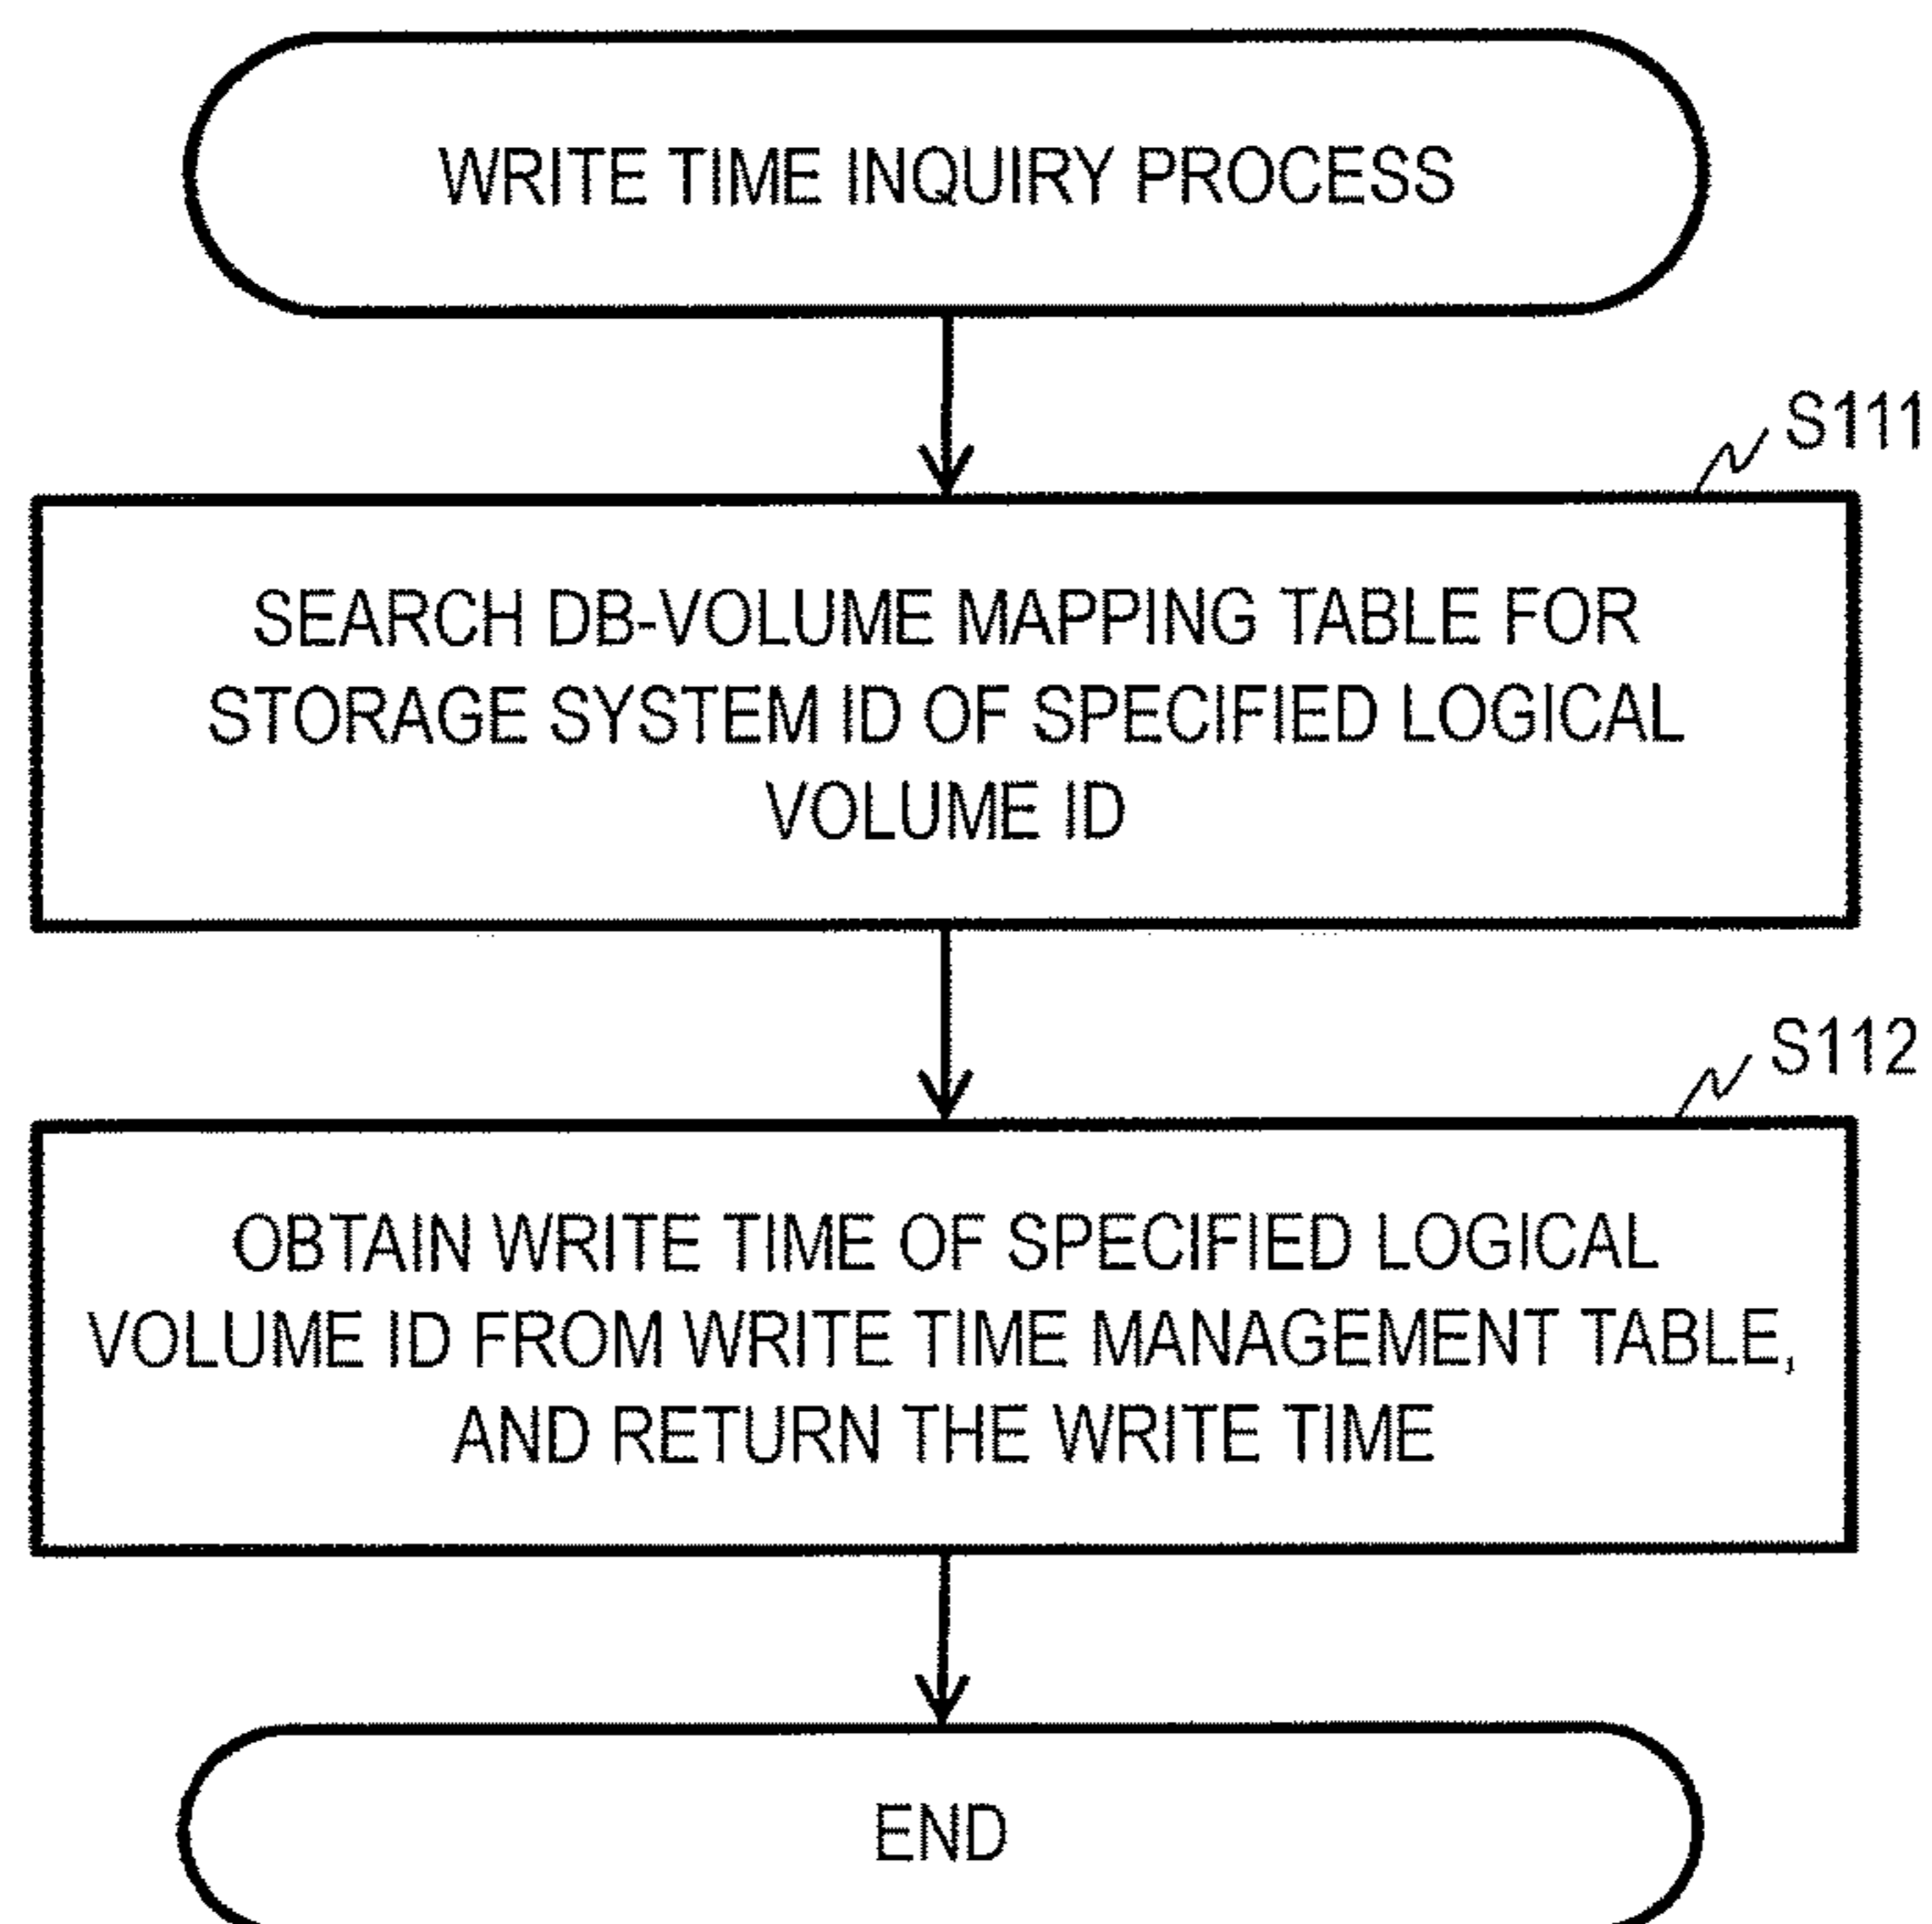 WRITE TIME INQUIRY PROCESS
S111
SEARCH DB-VOLUME MAPPING TABLE FOR
STORAGE SYSTEM ID OF SPECIFIED LOGICAL
VOLUME ID
S112
OBTAIN WRITE TIME OF SPECIFIED LOGICAL
VOLUME ID FROM WRITE TIME MANAGEMENT TABLE,
AND RETURN THE WRITE TIME
END